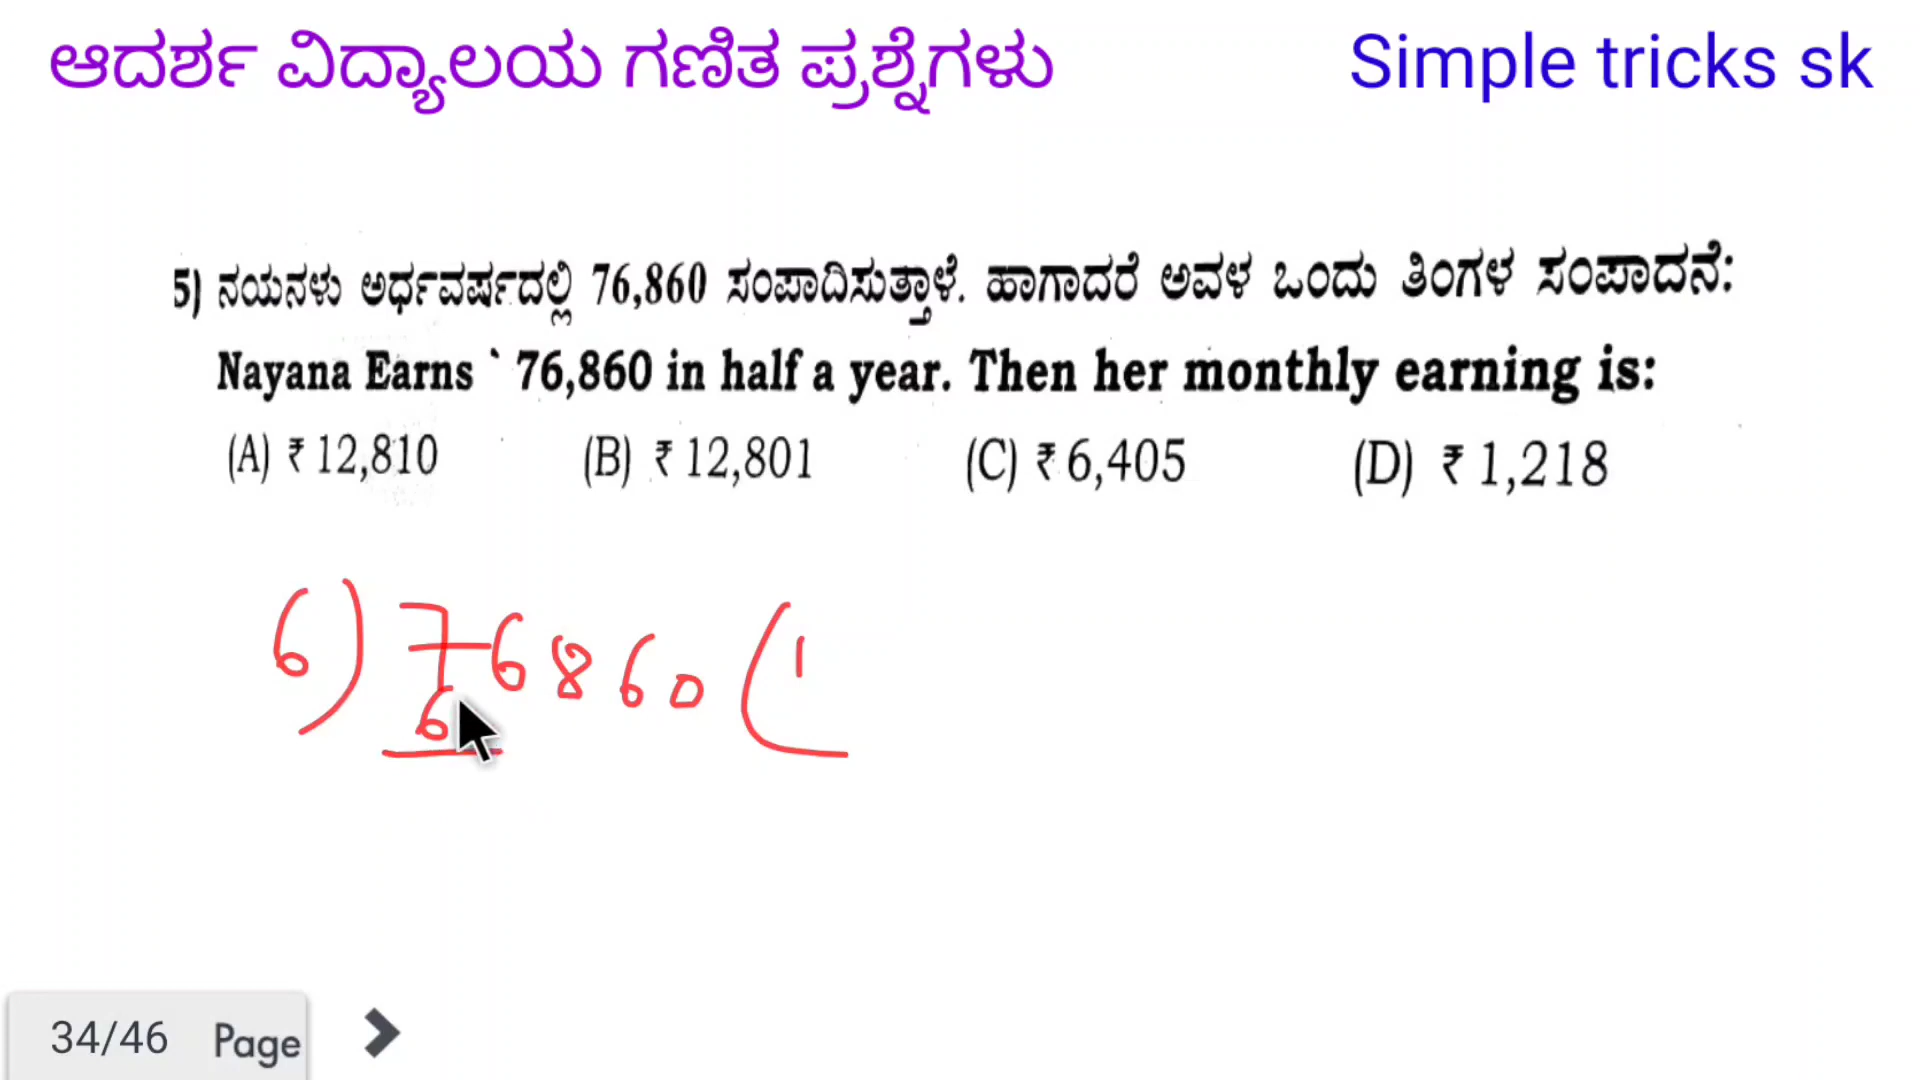 ಆದರ್ಶ ವಿದ್ಯಾಲಯ ಗಣಿತ ಪ್ರಶ್ನೆಗಳು Simple tricks sk
5) ನಯನಳು ಅರ್ಧವರ್ಷದಲ್ಲಿ 76,860 ಸಂಪಾದಿಸುತ್ತಾಳೆ. ಹಾಗಾದರೆ ಅವಳ ಒಂದು ತಿಂಗಳ ಸಂಪಾದನೆ:
Nayana Earns ` 76,860 in half a year. Then her monthly earning is:
(A) ₹ 12,810 (B) ₹ 12,801 (C) ₹ 6,405 (D) ₹ 1,218
6) 76860 ( 1
6
34/46 Page